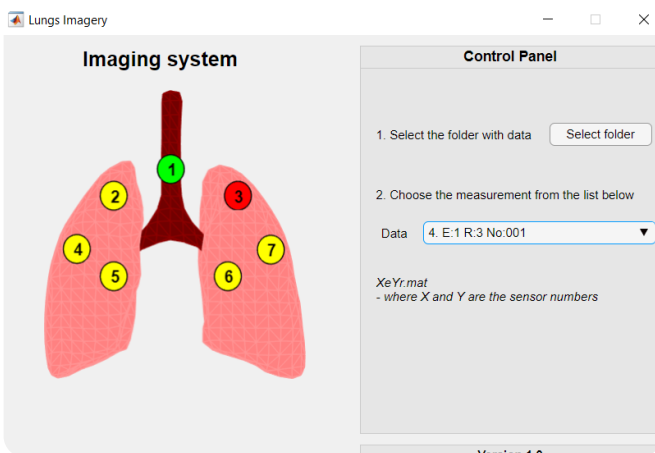 Lungs Imagery
Imaging system
1
2
3
4
5
6
7
Control Panel
1. Select the folder with data
Select folder
2. Choose the measurement from the list below
Data
4. E:1 R:3 No:001
XeYr.mat
- where X and Y are the sensor numbers